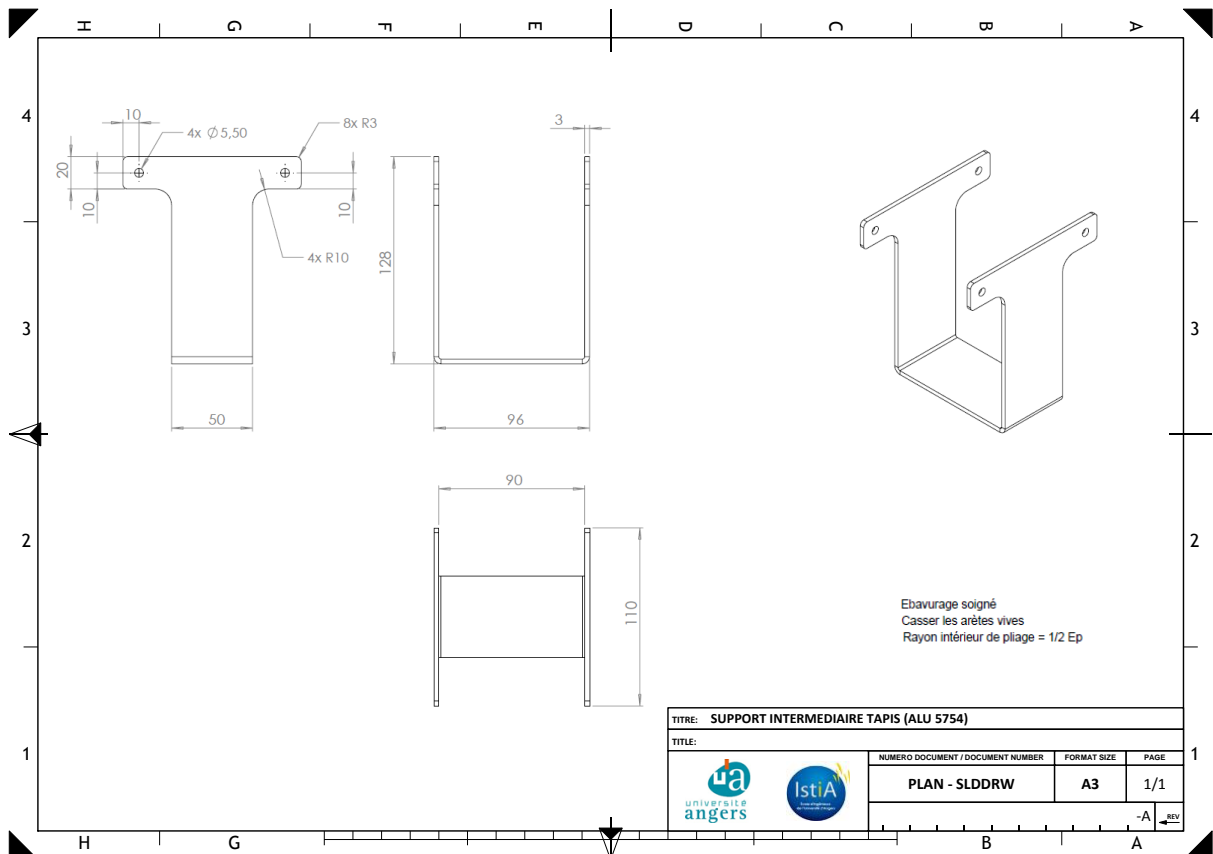 H G F E D C B A
4 4
10
4x Ø5,50
8x R3
3
20
10
10
4x R10
128
3 3
50
96
90
2 2
110
Ebavurage soigné
Casser les arètes vives
Rayon intérieur de pliage = 1/2 Ep
TITRE: SUPPORT INTERMEDIAIRE TAPIS (ALU 5754)
TITLE:
1 1
NUMERO DOCUMENT / DOCUMENT NUMBER FORMAT SIZE PAGE
PLAN - SLDDRW A3 1/1
ua
université
angers
IstiA
-A REV
H G B A